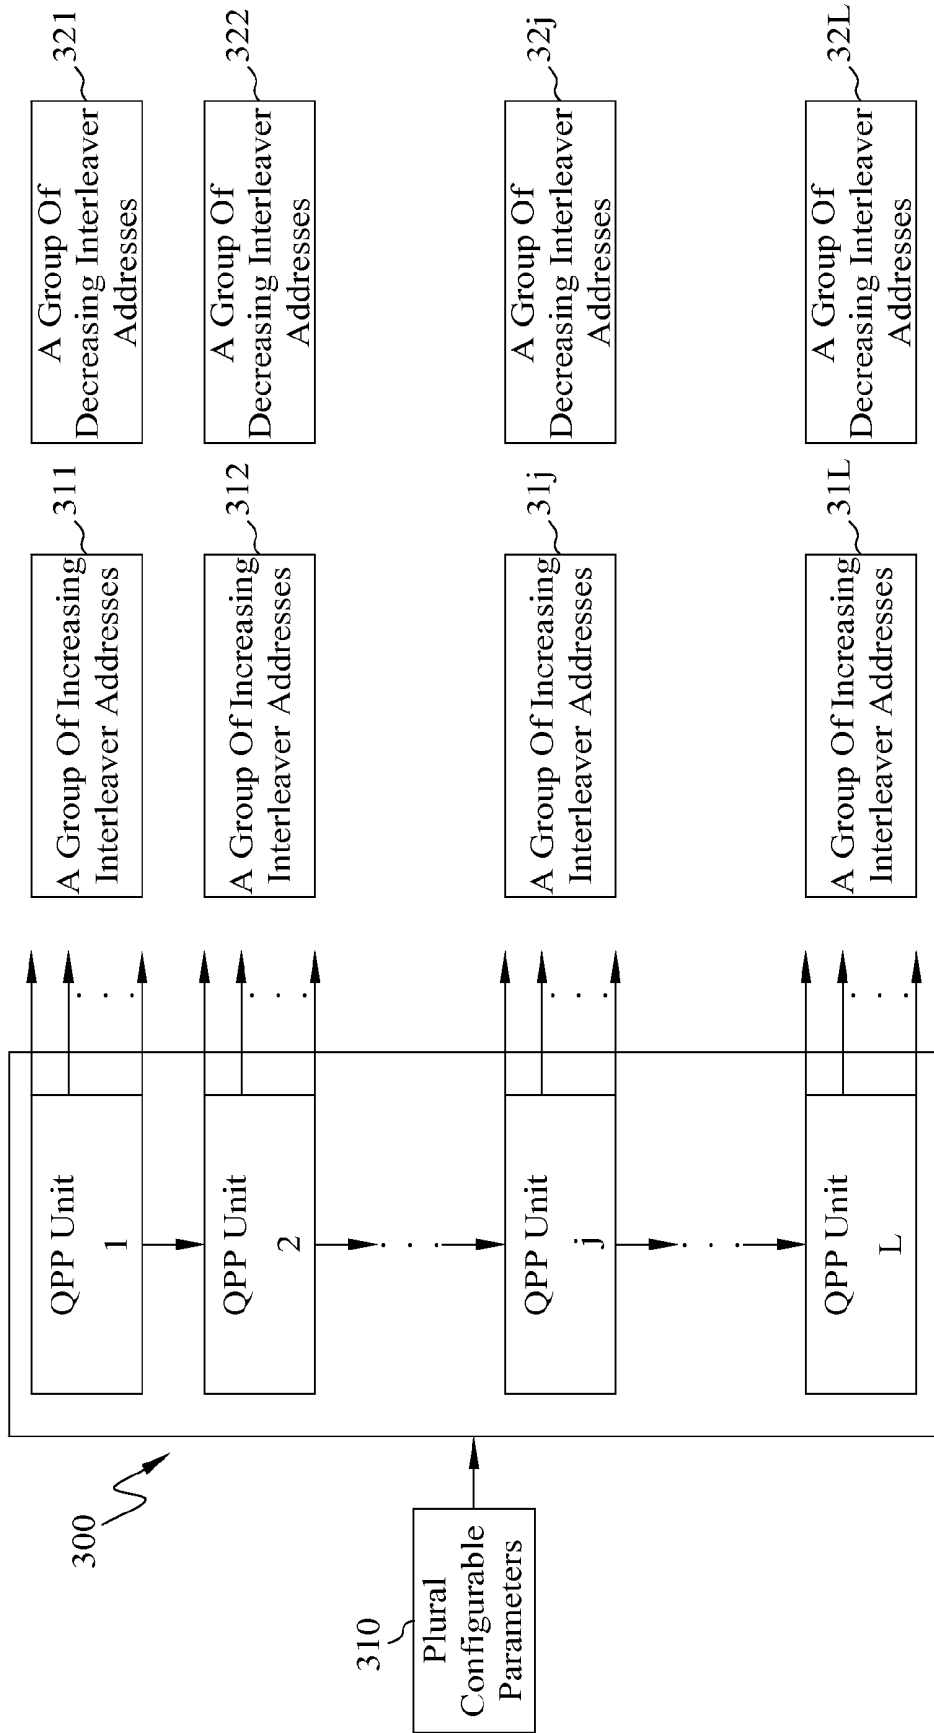 300
310
Plural
Configurable
Parameters
QPP Unit
1
A Group Of Increasing
Interleaver Addresses
311
A Group Of
Decreasing Interleaver
Addresses
321
QPP Unit
2
A Group Of Increasing
Interleaver Addresses
312
A Group Of
Decreasing Interleaver
Addresses
322
QPP Unit
j
A Group Of Increasing
Interleaver Addresses
31j
A Group Of
Decreasing Interleaver
Addresses
32j
QPP Unit
L
A Group Of Increasing
Interleaver Addresses
31L
A Group Of
Decreasing Interleaver
Addresses
32L